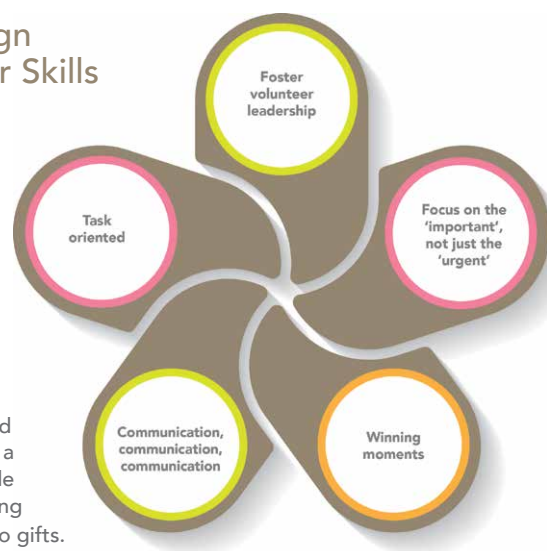 ign
r Skills
Foster
volunteer
leadership
Focus on the
‘important’,
not just the
‘urgent’
Winning
moments
Communication,
communication,
communication
Task
oriented
d
a
le
ng
o gifts.